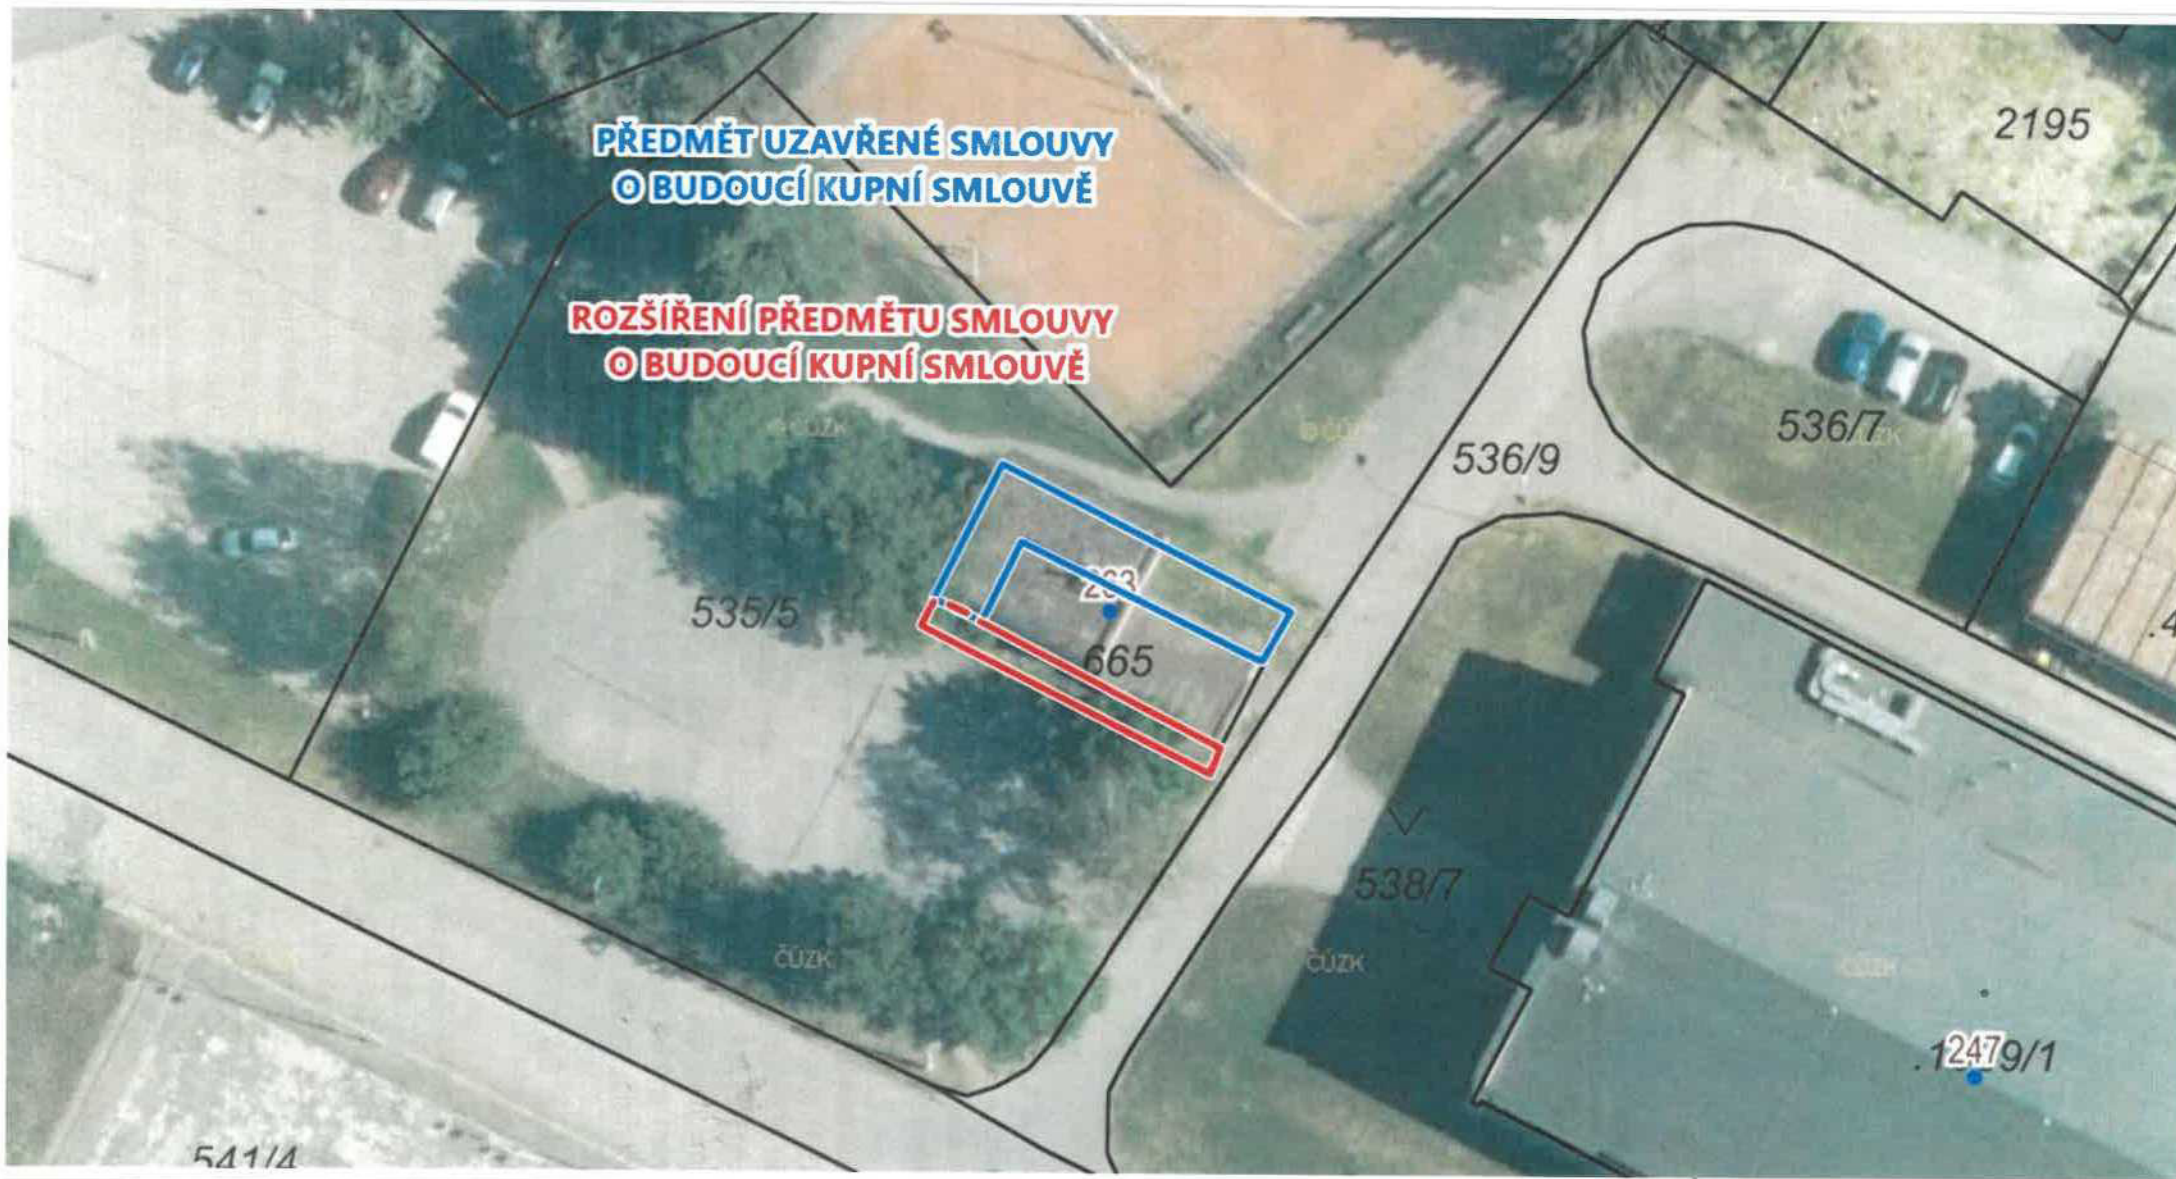 2195
PŘEDMĚT UZAVŘENÉ SMLOUVY
O BUDOUCÍ KUPNÍ SMLOUVĚ
ROZŠÍŘENÍ PŘEDMĚTU SMLOUVY
O BUDOUCÍ KUPNÍ SMLOUVĚ
ČÚZK
536/7
536/9
535/5
665
538/7
ČÚZK
ČÚZK
ČÚZK
247
541/4